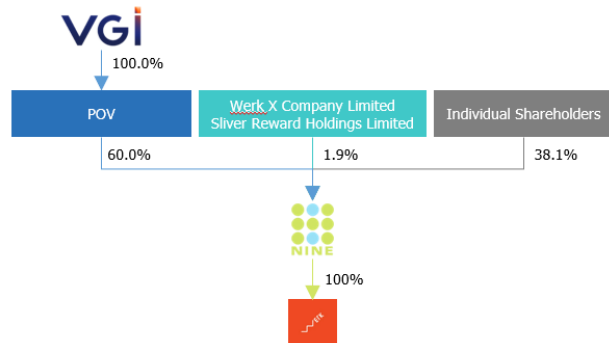 VGI
100.0%
POV
Werk X Company Limited
Sliver Reward Holdings Limited
Individual Shareholders
60.0%
1.9%
38.1%
NINE
100%